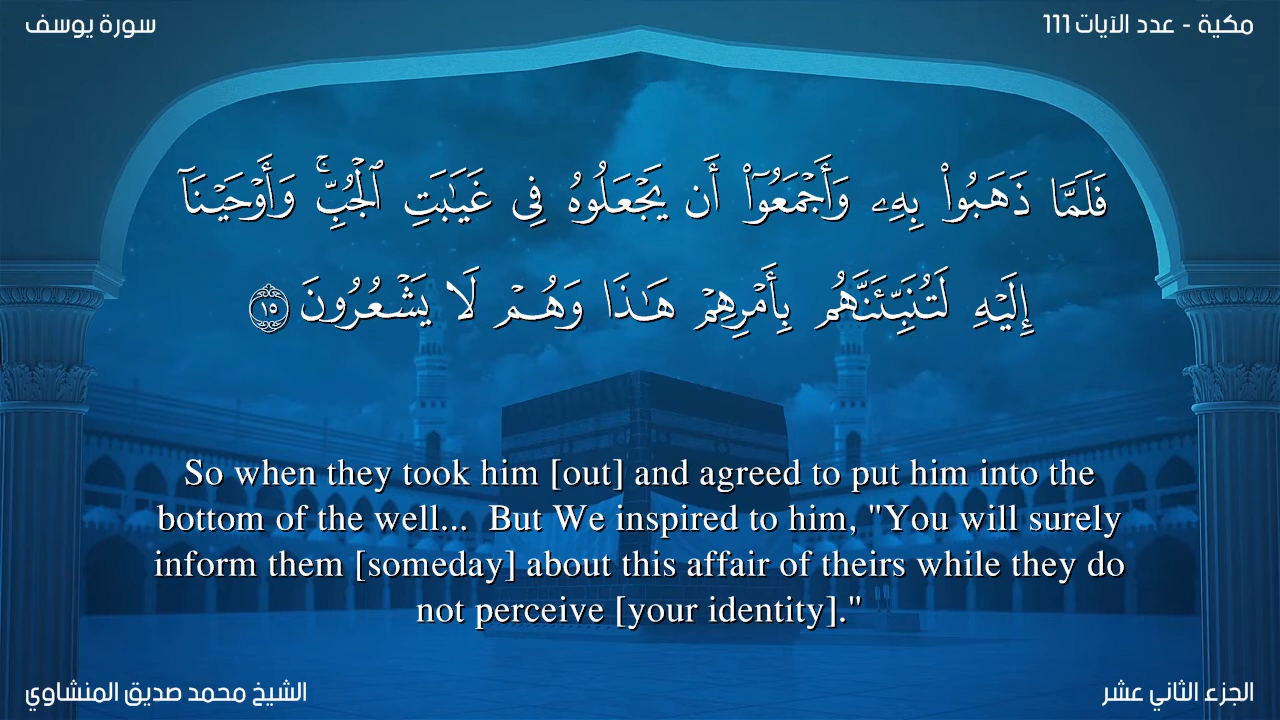 مكية - عدد الآيات 111
سورة يوسف
فَلَمَّا ذَهَبُوا۟ بِهِۦ وَأَجْمَعُوٓا۟ أَن يَجْعَلُوهُ فِى غَيَـٰبَتِ ٱلْجُبِّ ۚ وَأَوْحَيْنَآ
إِلَيْهِ لَتُنَبِّئَنَّهُم بِأَمْرِهِمْ هَـٰذَا وَهُمْ لَا يَشْعُرُونَ ١٥
So when they took him [out] and agreed to put him into the
bottom of the well...  But We inspired to him, "You will surely
inform them [someday] about this affair of theirs while they do
not perceive [your identity]."
الجزء الثاني عشر
الشيخ محمد صديق المنشاوي